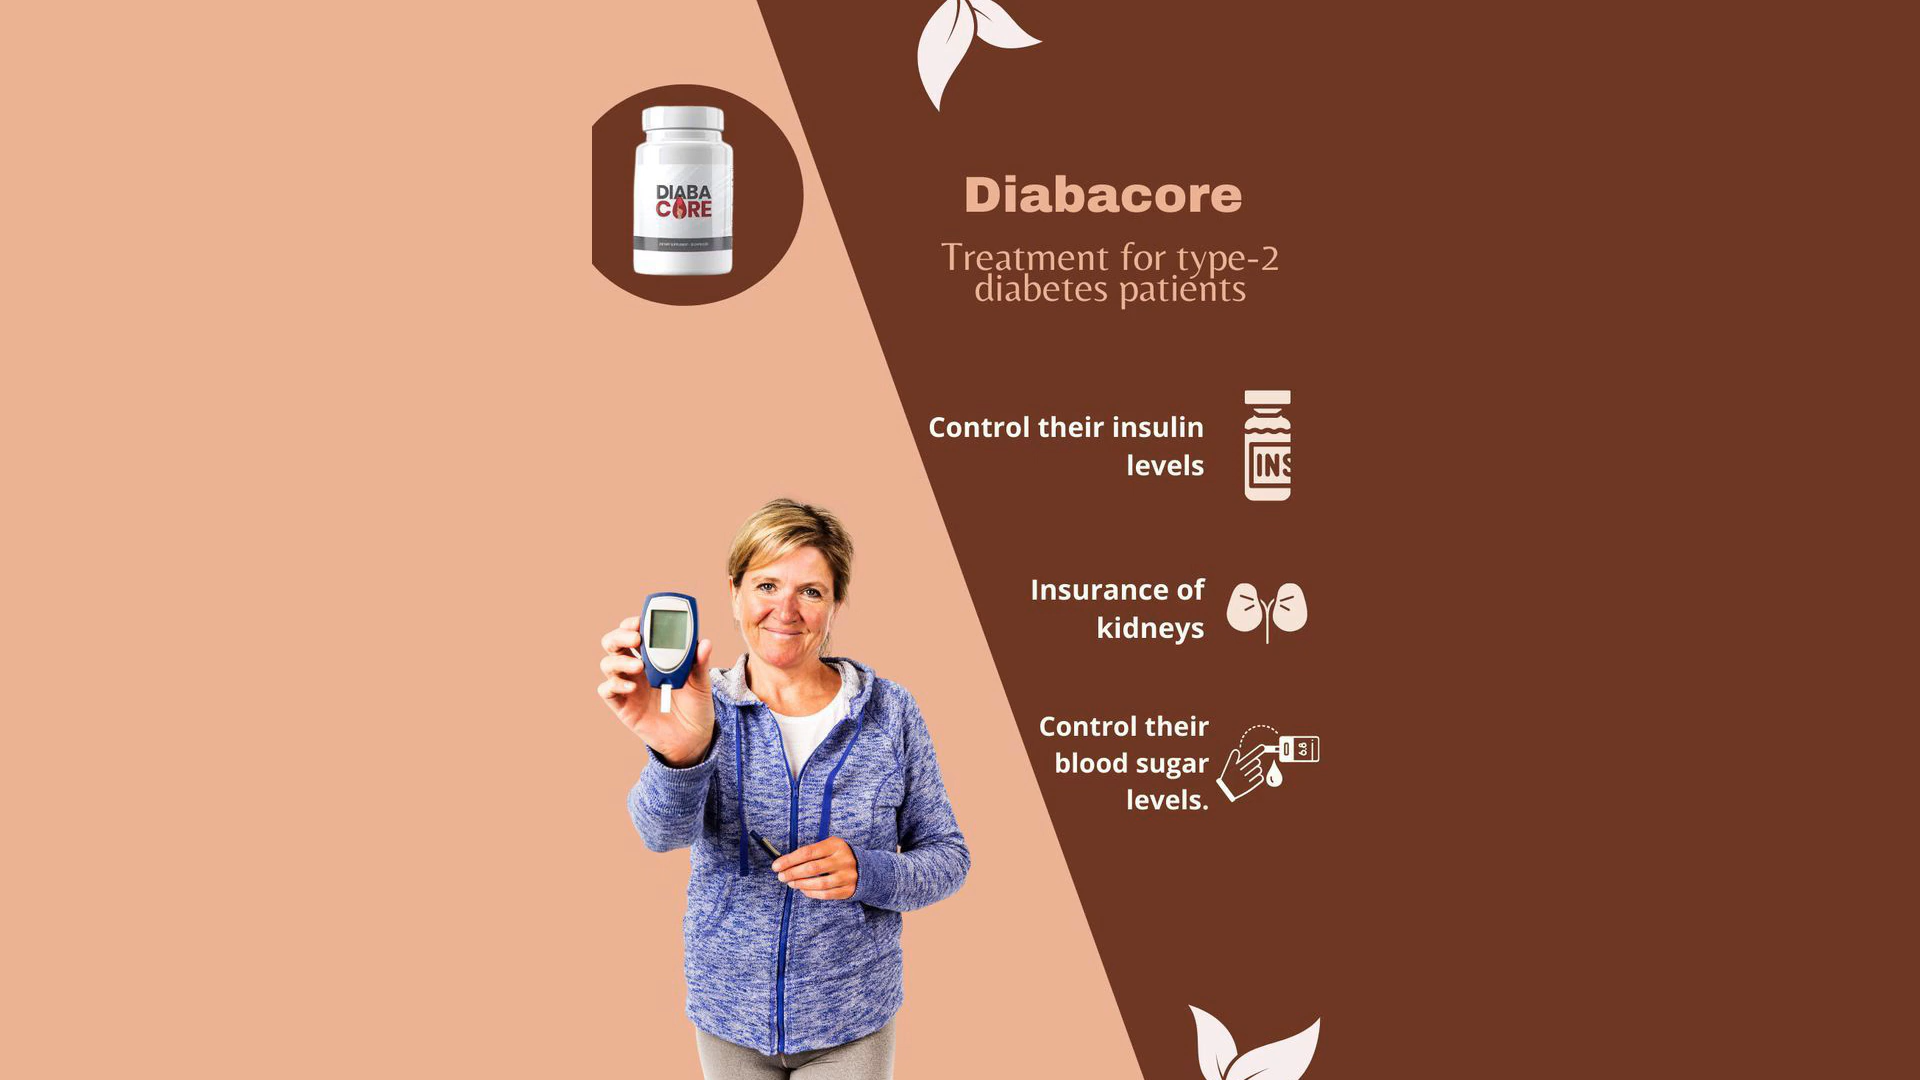 DIABA
CORE
Diabacore
Treatment for type-2
diabetes patients
Control their insulin
levels
INS
Insurance of
kidneys
Control their
blood sugar
levels.